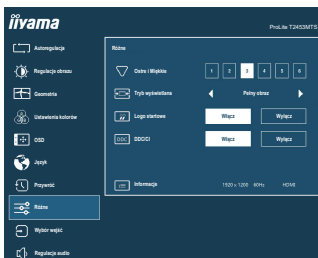 iiyama
ProLite T2453MTS
Autoregulacja
Regulacja obrazu
Geometria
Ustawienia kolorów
OSD
Język
Przywróć
Różne
Wybór wejść
Regulacja audio
Różne
Ostre i Miękkie 1 2 3 4 5 6
Tryb wyświetlania Pełny obraz
Logo startowe Włącz Wyłącz
DDC DDC/CI Włącz Wyłącz
Informacja 1920 x 1200 60Hz HDMI